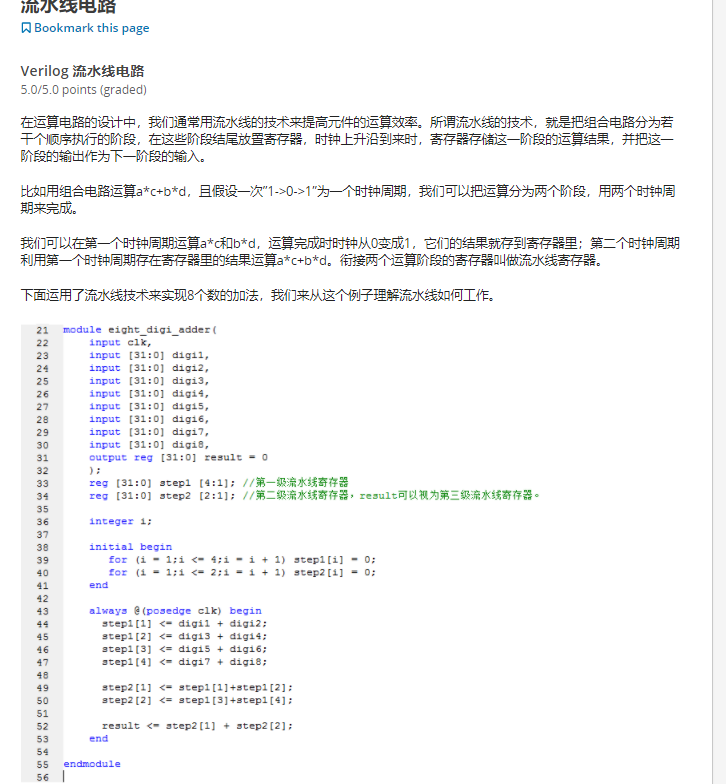 流水线电路
Bookmark this page
Verilog 流水线电路
5.0/5.0 points (graded)
在运算电路的设计中，我们通常用流水线的技术来提高元件的运算效率。所谓流水线的技术，就是把组合电路分为若
干个顺序执行的阶段，在这些阶段结尾放置寄存器，时钟上升沿到来时，寄存器存储这一阶段的运算结果，并把这一
阶段的输出作为下一阶段的输入。
比如用组合电路运算a*c+b*d，且假设一次“1->0->1”为一个时钟周期，我们可以把运算分为两个阶段，用两个时钟周
期来完成。
我们可以在第一个时钟周期运算a*c和b*d，运算完成时时钟从0变成1，它们的结果就存到寄存器里；第二个时钟周期
利用第一个时钟周期存在寄存器里的结果运算a*c+b*d。衔接两个运算阶段的寄存器叫做流水线寄存器。
下面运用了流水线技术来实现8个数的加法，我们来从这个例子理解流水线如何工作。
21 module eight_digi_adder(
22 input clk,
23 input [31:0] digi1,
24 input [31:0] digi2,
25 input [31:0] digi3,
26 input [31:0] digi4,
27 input [31:0] digi5,
28 input [31:0] digi6,
29 input [31:0] digi7,
30 input [31:0] digi8,
31 output reg [31:0] result = 0
32 );
33 reg [31:0] step1 [4:1]; //第一级流水线寄存器
34 reg [31:0] step2 [2:1]; //第二级流水线寄存器，result可以视为第三级流水线寄存器。
35
36 integer i;
37
38 initial begin
39 for (i = 1;i <= 4;i = i + 1) step1[i] = 0;
40 for (i = 1;i <= 2;i = i + 1) step2[i] = 0;
41 end
42
43 always @(posedge clk) begin
44 step1[1] <= digi1 + digi2;
45 step1[2] <= digi3 + digi4;
46 step1[3] <= digi5 + digi6;
47 step1[4] <= digi7 + digi8;
48
49 step2[1] <= step1[1]+step1[2];
50 step2[2] <= step1[3]+step1[4];
51
52 result <= step2[1] + step2[2];
53 end
54
55 endmodule
56